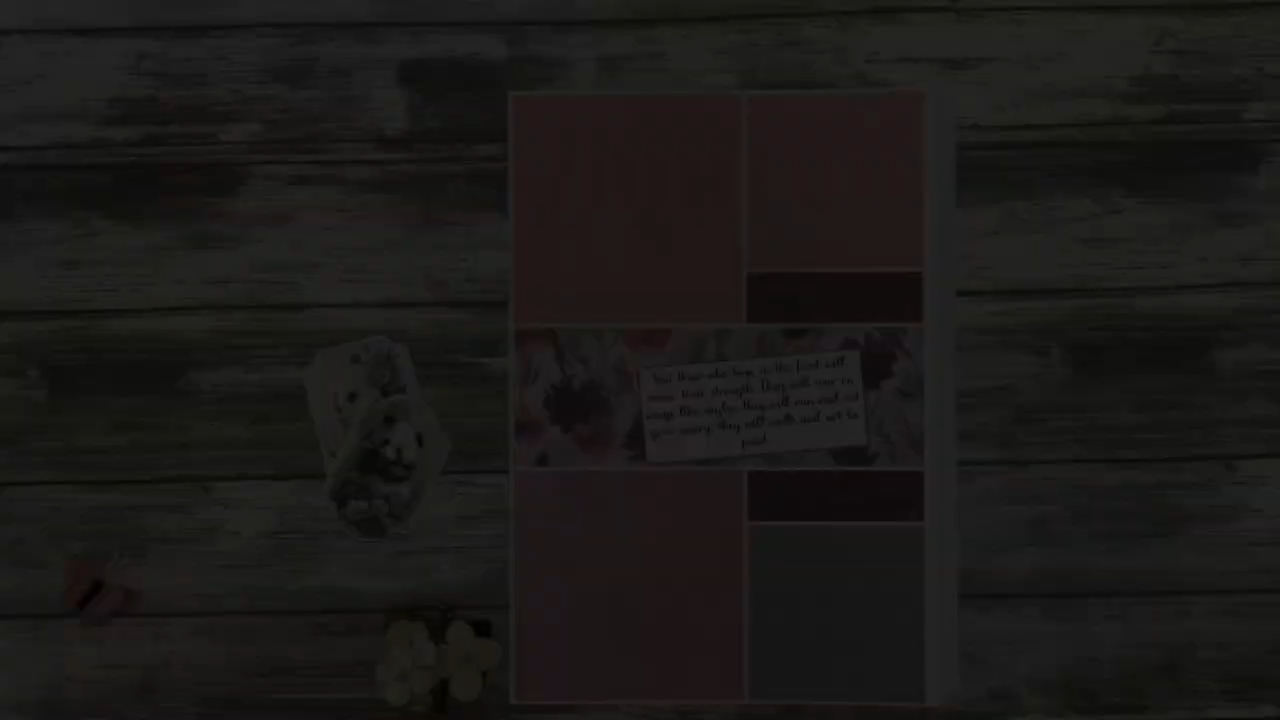 but those who hope in the Lord will
renew their strength. They will soar on
wings like eagles; they will run and not
grow weary, they will walk and not be
faint.